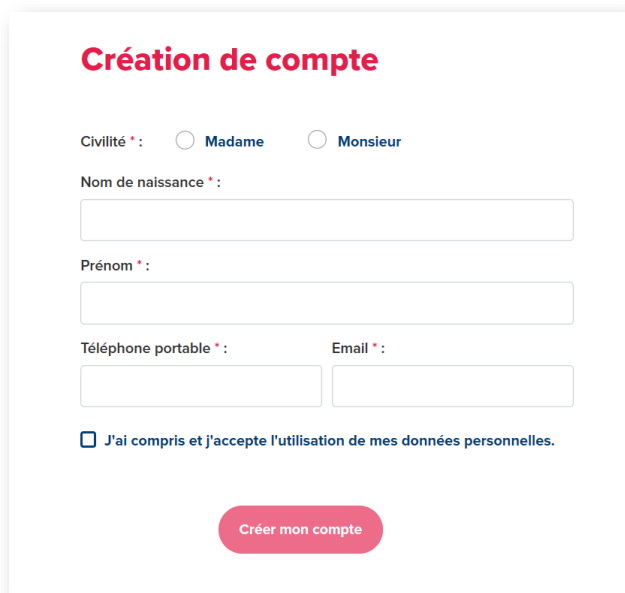 Création de compte
Civilité * : Madame Monsieur
Nom de naissance * :
Prénom * :
Téléphone portable * : Email * :
J'ai compris et j'accepte l'utilisation de mes données personnelles.
Créer mon compte